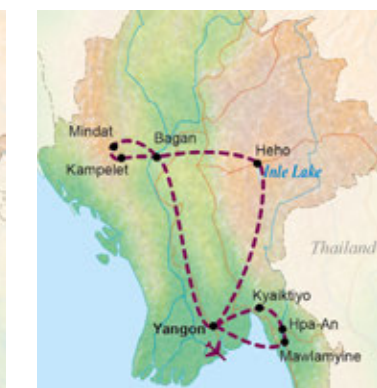 Mindat
Bagan
Kampelet
Heho
Inle Lake
Thailand
Kyaiktiyo
Yangon
Hpa-An
Mawlamyine